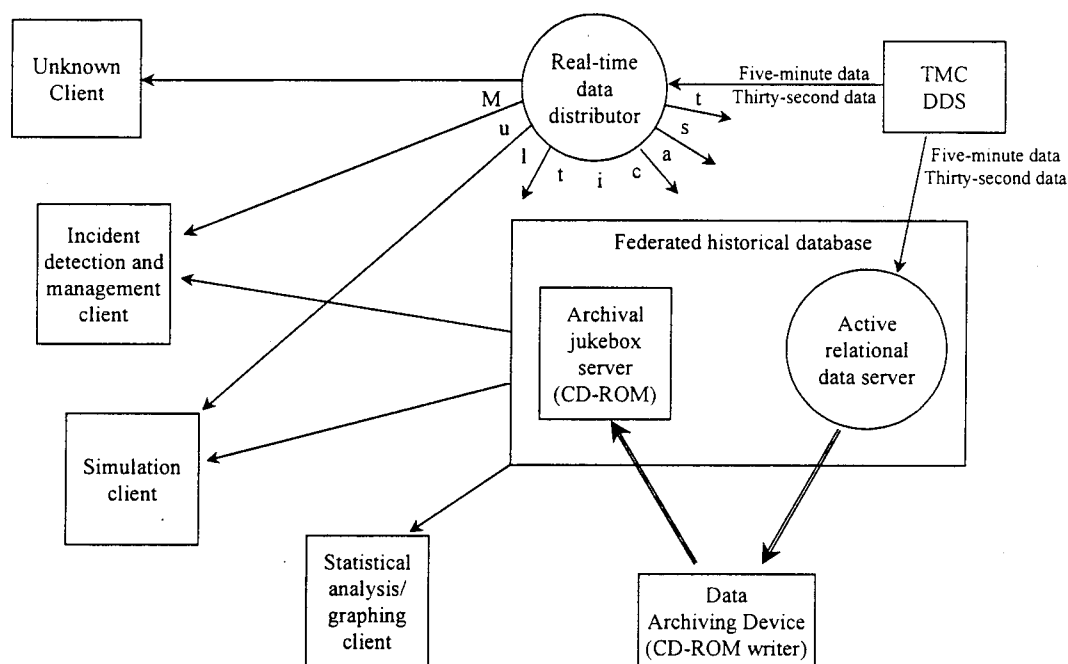 Unknown
Client
Real-time
data
distributor
Five-minute data
Thirty-second data
TMC
DDS
M
u
l
t
i
c
a
s
t
Five-minute data
Thirty-second data
Incident
detection and
management
client
Federated historical database
Archival
jukebox
server
(CD-ROM)
Active
relational
data server
Simulation
client
Statistical
analysis/
graphing
client
Data
Archiving Device
(CD-ROM writer)